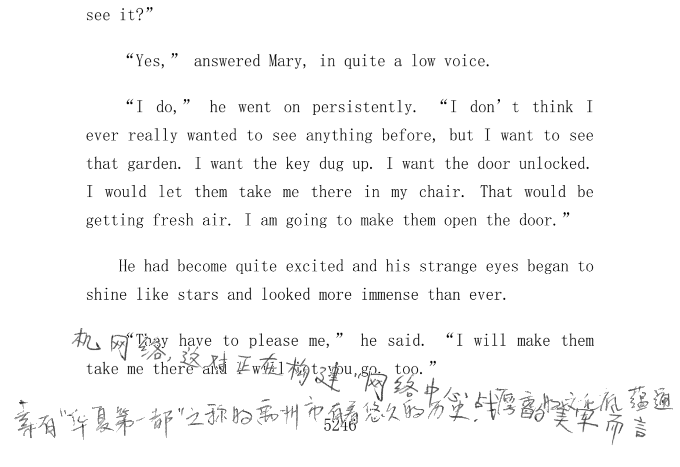 see it?”
“Yes,” answered Mary, in quite a low voice.
“I do,” he went on persistently. “I don’t think I
ever really wanted to see anything before, but I want to see
that garden. I want the key dug up. I want the door unlocked.
I would let them take me there in my chair. That would be
getting fresh air. I am going to make them open the door.”
He had become quite excited and his strange eyes began to
shine like stars and looked more immense than ever.
“They have to please me,” he said. “I will make them
take me there and I will let you go, too.”
机网络，这对正在构建“网络中心战
素有“华夏第一都”之称的禹州市有着悠久的历史、
5246